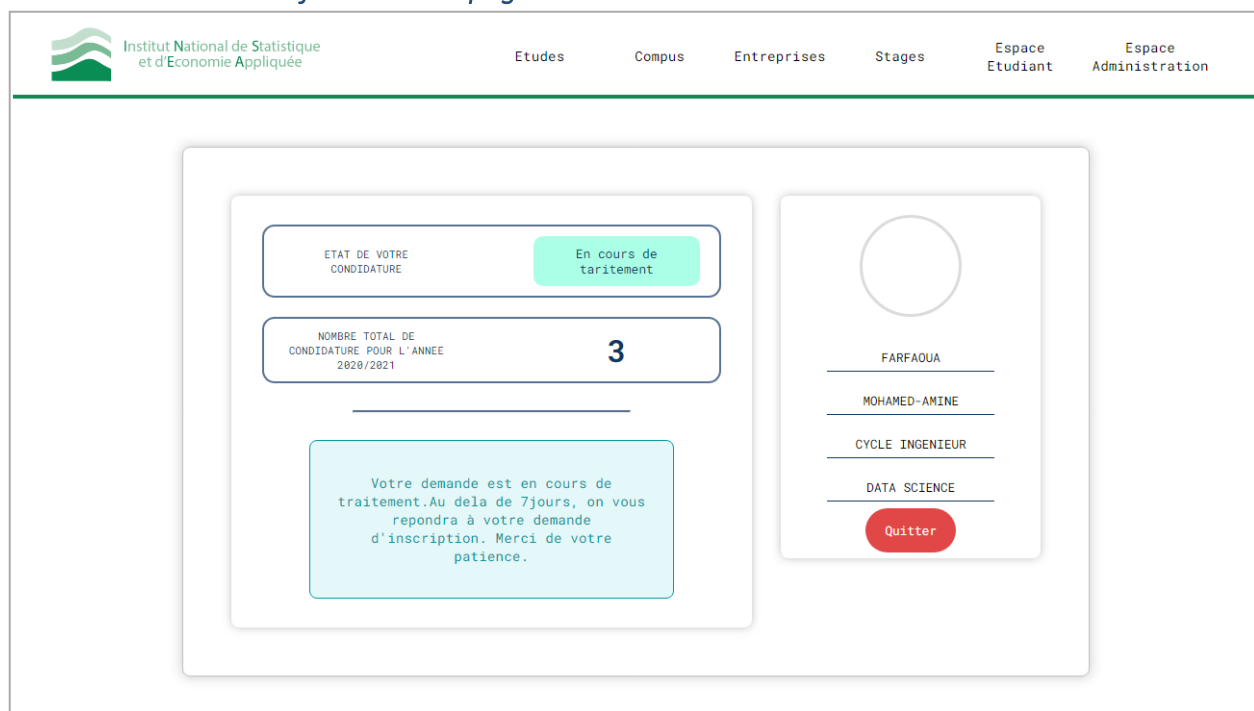 Institut National de Statistique
et d'Economie Appliquée
Etudes
Compus
Entreprises
Stages
Espace
Etudiant
Espace
Administration
ETAT DE VOTRE
CONDIDATURE
En cours de
taritement
NOMBRE TOTAL DE
CONDIDATURE POUR L'ANNEE
2020/2021
3
Votre demande est en cours de
traitement.Au dela de 7jours, on vous
repondra à votre demande
d'inscription. Merci de votre
patience.
FARFAOUA
MOHAMED-AMINE
CYCLE INGENIEUR
DATA SCIENCE
Quitter